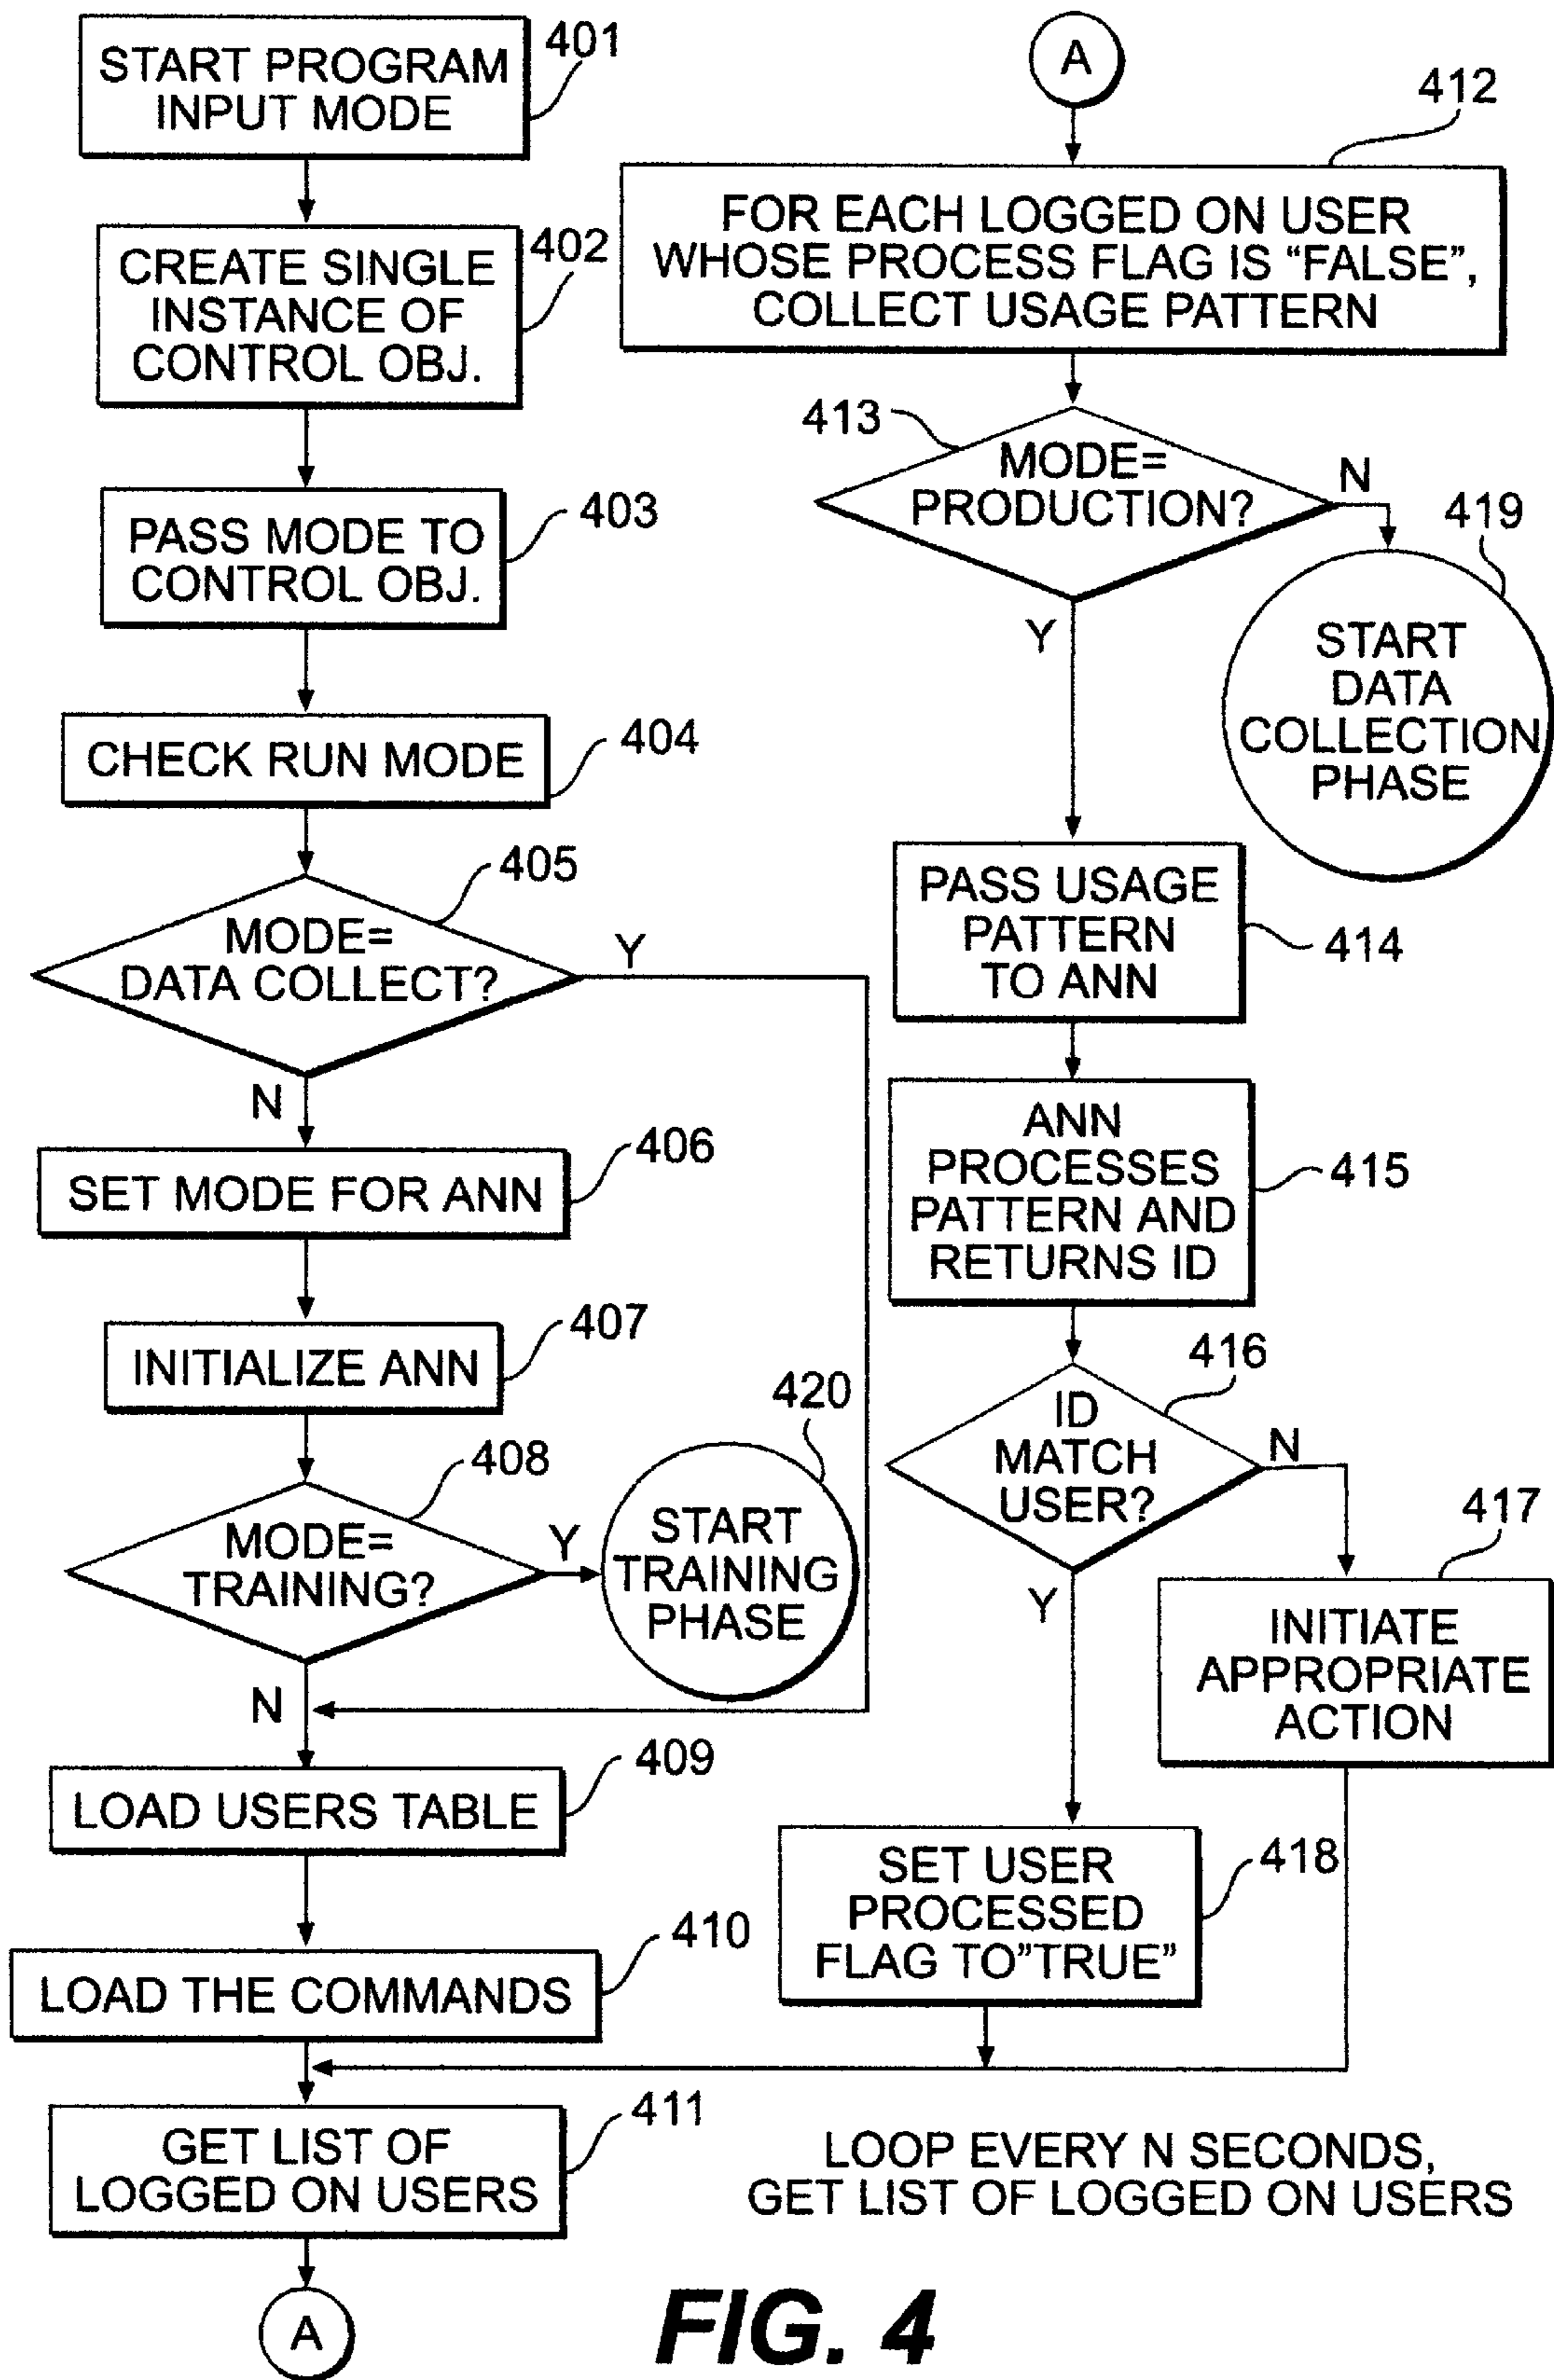 START PROGRAM
INPUT MODE
401
CREATE SINGLE
INSTANCE OF
CONTROL OBJ.
402
PASS MODE TO
CONTROL OBJ.
403
CHECK RUN MODE
404
405
MODE=
DATA COLLECT?
Y
N
SET MODE FOR ANN
406
INITIALIZE ANN
407
408
MODE=
TRAINING?
Y
420
START
TRAINING
PHASE
N
LOAD USERS TABLE
409
LOAD THE COMMANDS
410
GET LIST OF
LOGGED ON USERS
411
A
A
412
FOR EACH LOGGED ON USER
WHOSE PROCESS FLAG IS “FALSE”,
COLLECT USAGE PATTERN
413
MODE=
PRODUCTION?
N
419
START
DATA
COLLECTION
PHASE
Y
PASS USAGE
PATTERN
TO ANN
414
ANN
PROCESSES
PATTERN AND
RETURNS ID
415
416
ID
MATCH
USER?
N
417
INITIATE
APPROPRIATE
ACTION
Y
SET USER
PROCESSED
FLAG TO”TRUE”
418
LOOP EVERY N SECONDS,
GET LIST OF LOGGED ON USERS
FIG. 4